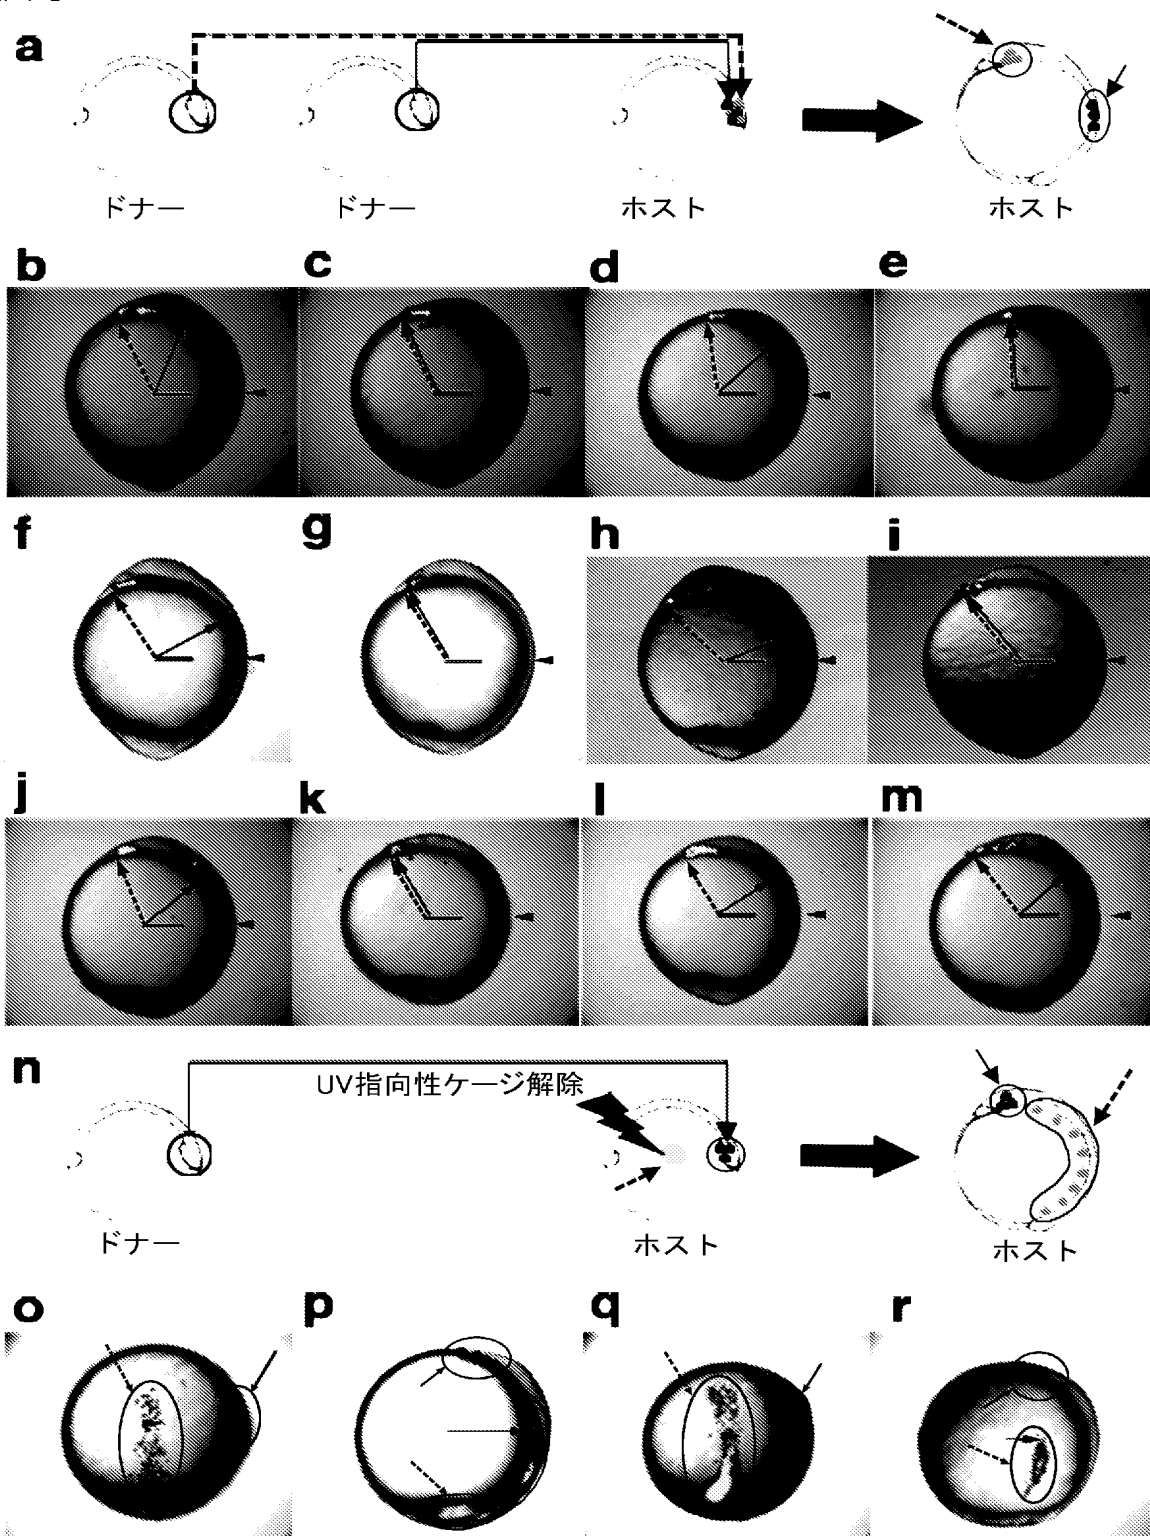 a
ドナー ドナー ホスト ホスト
b c d e
f g h i
j k l m
n
UV指向性ケージ解除
ドナー ホスト ホスト
o p q r